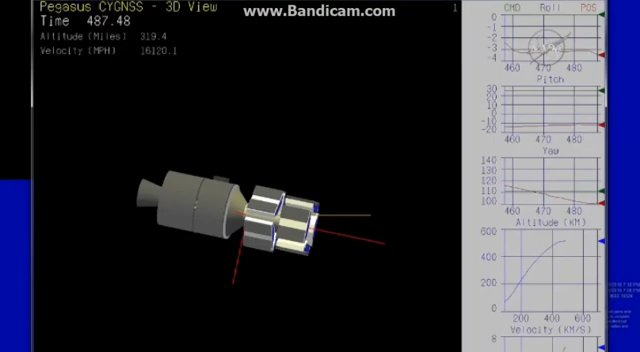 Pegasus CYGNSS - 3D View
www.Bandicam.com
1
Time 487.48
Altitude (Miles) 319.4
Velocity (MPH) 16120.1
CMD Roll POS
0
-1
-2
-3
-4
460 470 480
Pitch
30
20
10
0
-10
-20
460 470 480
Yaw
140
130
120
110
100
460 470 480
Altitude (KM)
600
400
200
0
200 400 600
Velocity (KM/S)
8